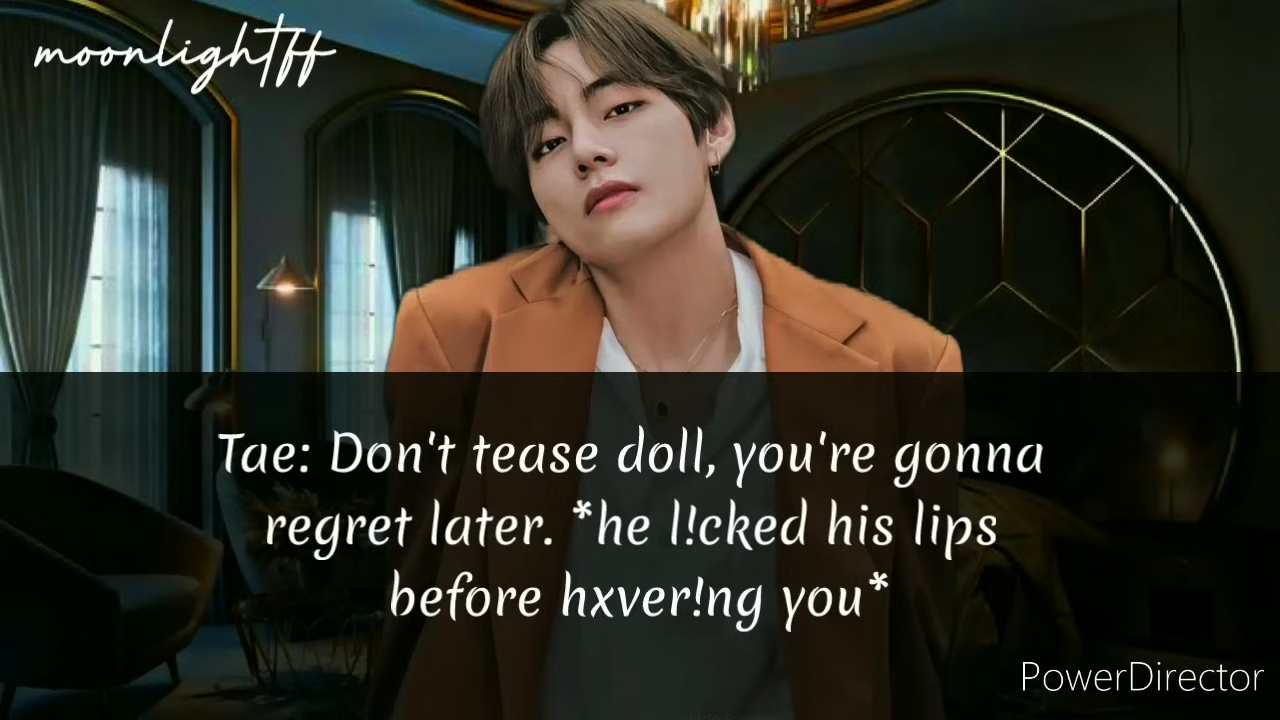 moonlightff
Tae: Don't tease doll, you're gonna
regret later. *he l!cked his lips
before hxver!ng you*
PowerDirector